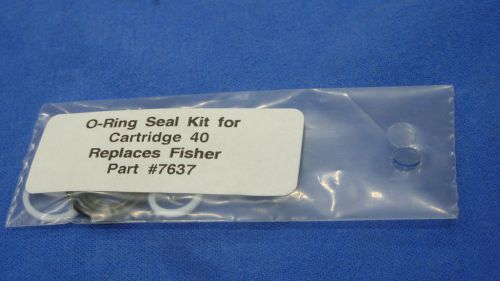 O-Ring Seal Kit for
Cartridge 40
Replaces Fisher
Part #7637